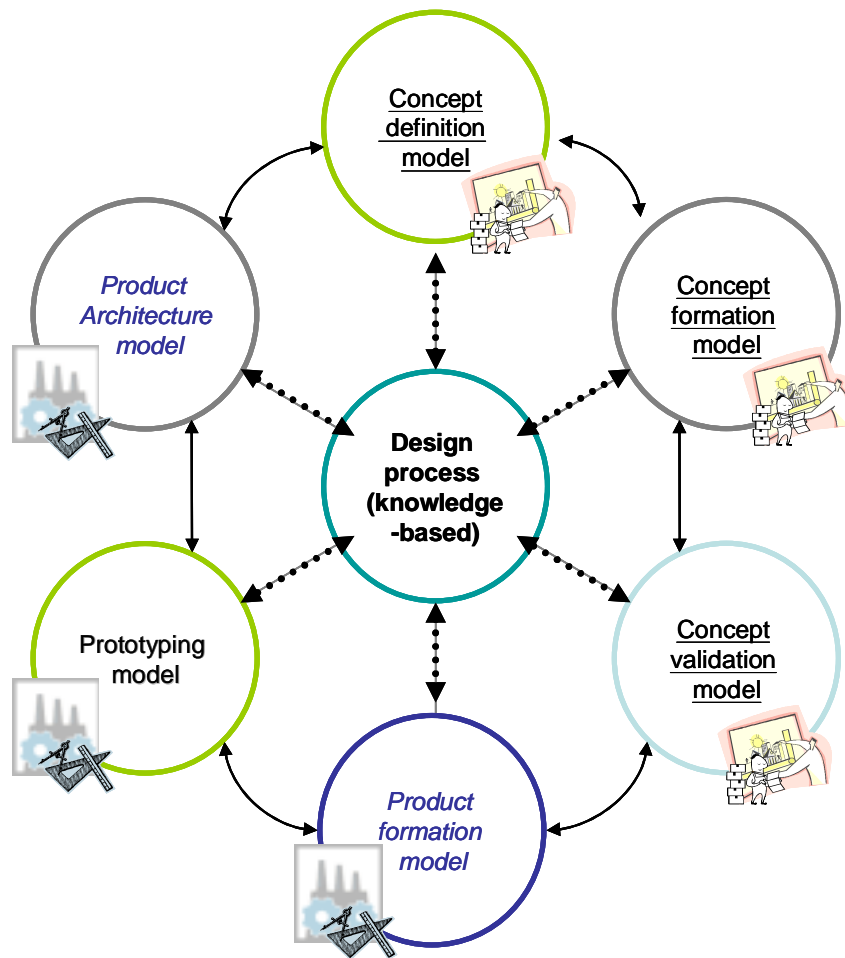 Concept
definition
model
Product
Architecture
model
Concept
formation
model
Design
process
(knowledge
-based)
Prototyping
model
Concept
validation
model
Product
formation
model